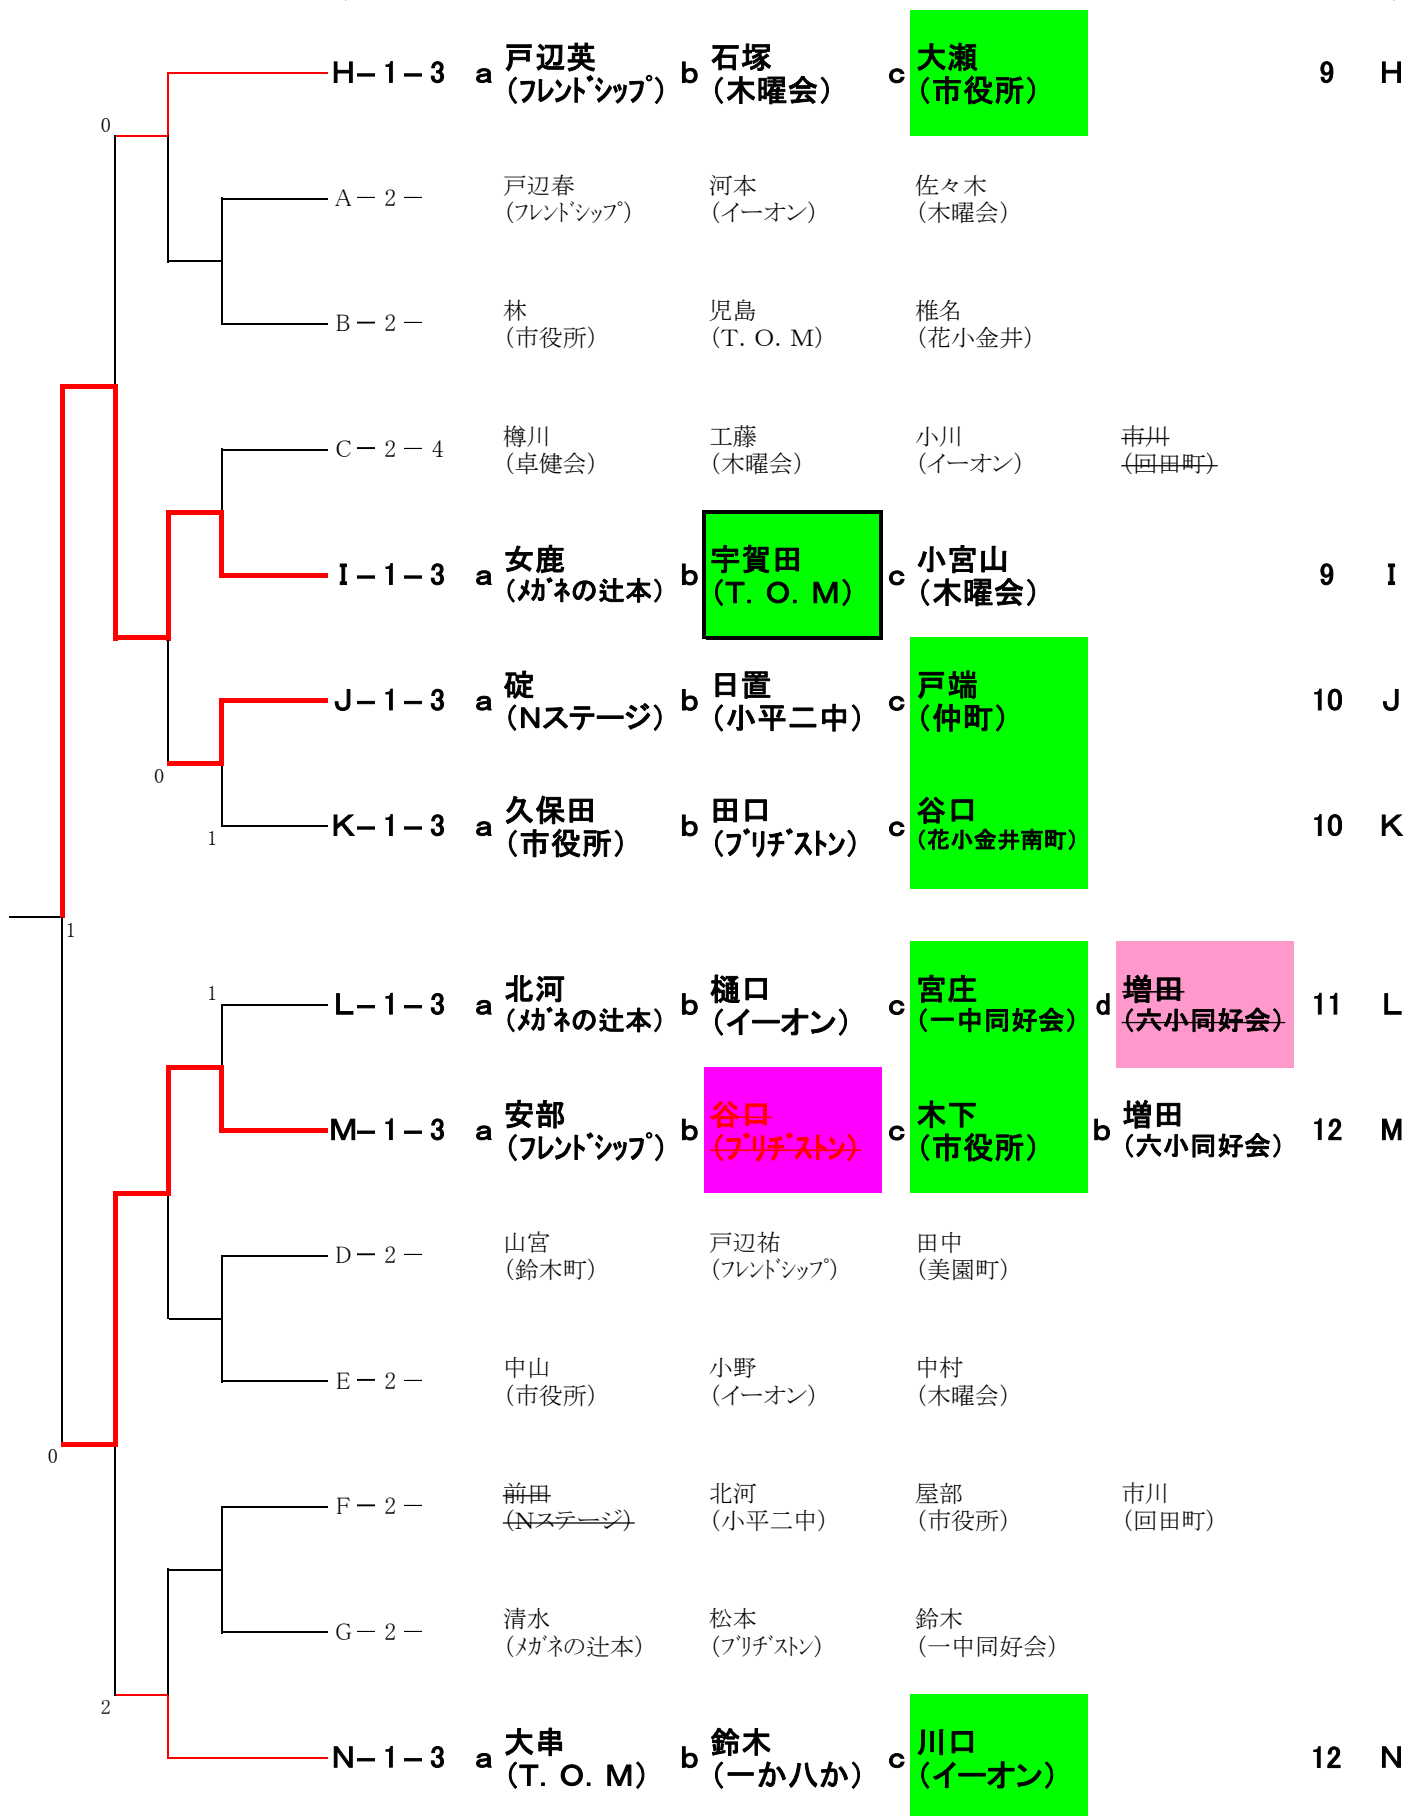 H-1-3 a 戸辺英 b 石塚 c 大瀬 9 H
(フレンドシップ) (木曜会) (市役所)
0
A-2- 戸辺春 河本 佐々木
(フレンドシップ) (イーオン) (木曜会)
B-2- 林 児島 椎名
(市役所) (T.O.M) (花小金井)
C-2-4 樽川 工藤 小川 市川
(卓健会) (木曜会) (イーオン) (回田町)
I-1-3 a 女鹿 b 宇賀田 c 小宮山 9 I
(メガネの辻本) (T.O.M) (木曜会)
J-1-3 a 碇 b 日置 c 戸端 10 J
(Nステージ) (小平二中) (仲町)
0
K-1-3 a 久保田 b 田口 c 谷口 10 K
1 (市役所) (ブリヂストン) (花小金井南町)
1
1
L-1-3 a 北河 b 樋口 c 宮庄 d 増田 11 L
(メガネの辻本) (イーオン) (一中同好会) (六小同好会)
M-1-3 a 安部 b 谷口 c 木下 b 増田 12 M
(フレンドシップ) (ブリヂストン) (市役所) (六小同好会)
D-2- 山宮 戸辺祐 田中
(鈴木町) (フレンドシップ) (美園町)
E-2- 中山 小野 中村
(市役所) (イーオン) (木曜会)
0
F-2- 前田 北河 屋部 市川
(Nステージ) (小平二中) (市役所) (回田町)
G-2- 清水 松本 鈴木
(メガネの辻本) (ブリヂストン) (一中同好会)
2
N-1-3 a 大串 b 鈴木 c 川口 12 N
(T.O.M) (一か八か) (イーオン)